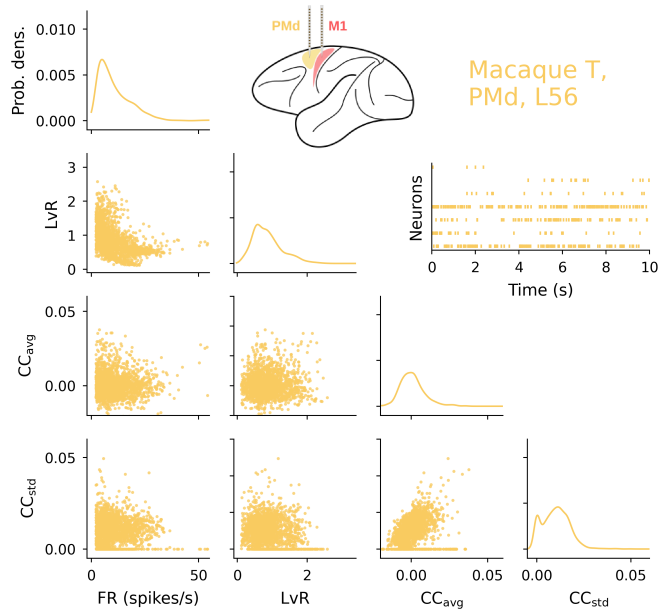 PMd M1
Macaque T,
PMd, L56
Prob. dens.
0.010
0.005
0.000
LvR
3
2
1
0
Neurons
0 2 4 6 8 10
Time (s)
CCavg
0.05
0.00
CCstd
0.05
0.00
0 50
FR (spikes/s)
0 2
LvR
0.00 0.05
CCavg
0.00 0.05
CCstd